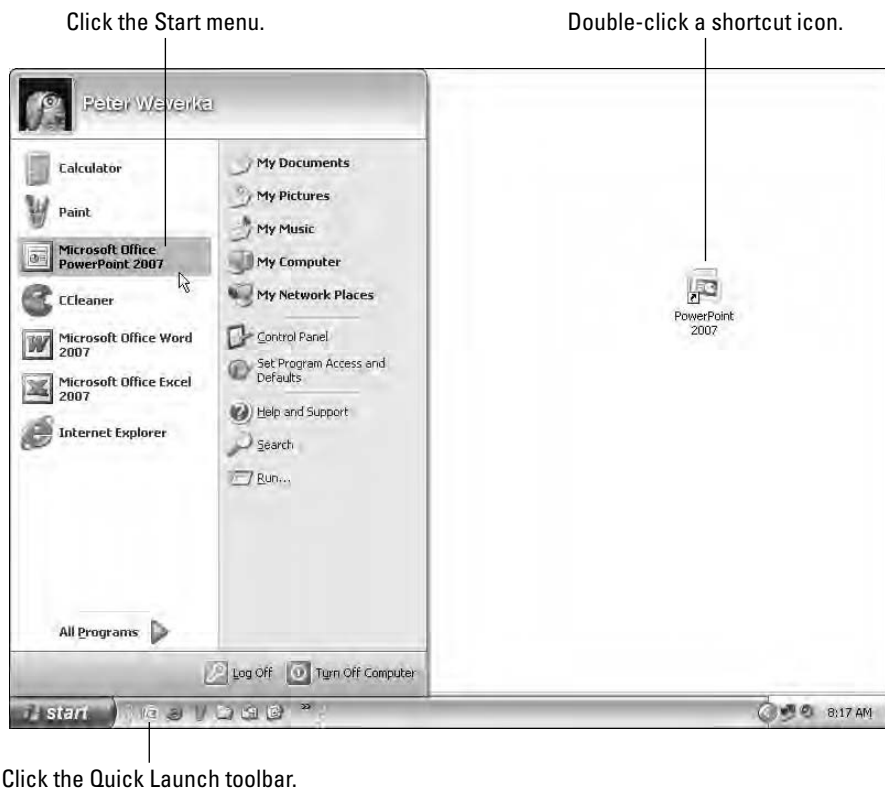 Click the Start menu.
Double-click a shortcut icon.
Peter Weverka
Calculator
Paint
Microsoft Office
PowerPoint 2007
CCleaner
Microsoft Office Word
2007
Microsoft Office Excel
2007
Internet Explorer
All Programs
My Documents
My Pictures
My Music
My Computer
My Network Places
Control Panel
Set Program Access and
Defaults
Help and Support
Search
Run...
PowerPoint
2007
Log Off
Turn Off Computer
start
»
8:17 AM
Click the Quick Launch toolbar.